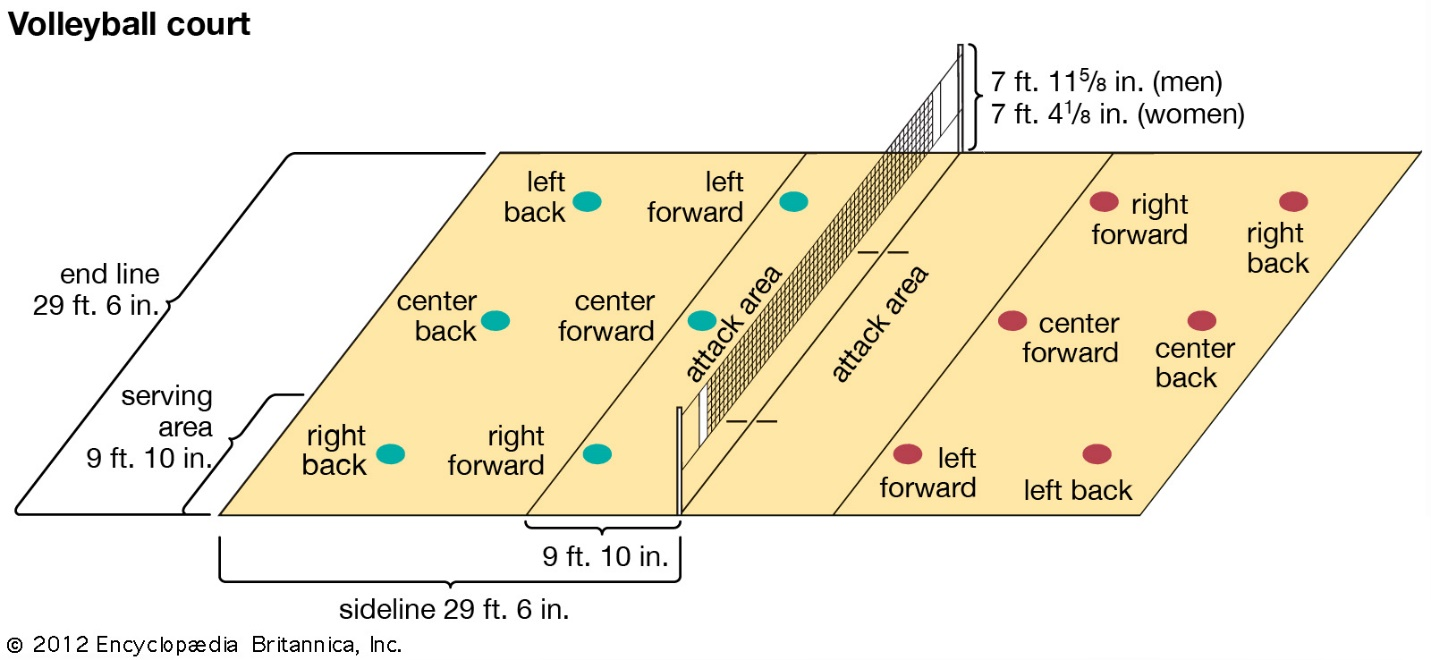 Volleyball court
7 ft. 11⁵/₈ in. (men)
7 ft. 4¹/₈ in. (women)
left
back
left
forward
right
forward
right
back
end line
29 ft. 6 in.
center
back
center
forward
attack area
attack area
center
forward
center
back
serving
area
9 ft. 10 in.
right
back
right
forward
left
forward
left back
9 ft. 10 in.
sideline 29 ft. 6 in.
© 2012 Encyclopædia Britannica, Inc.